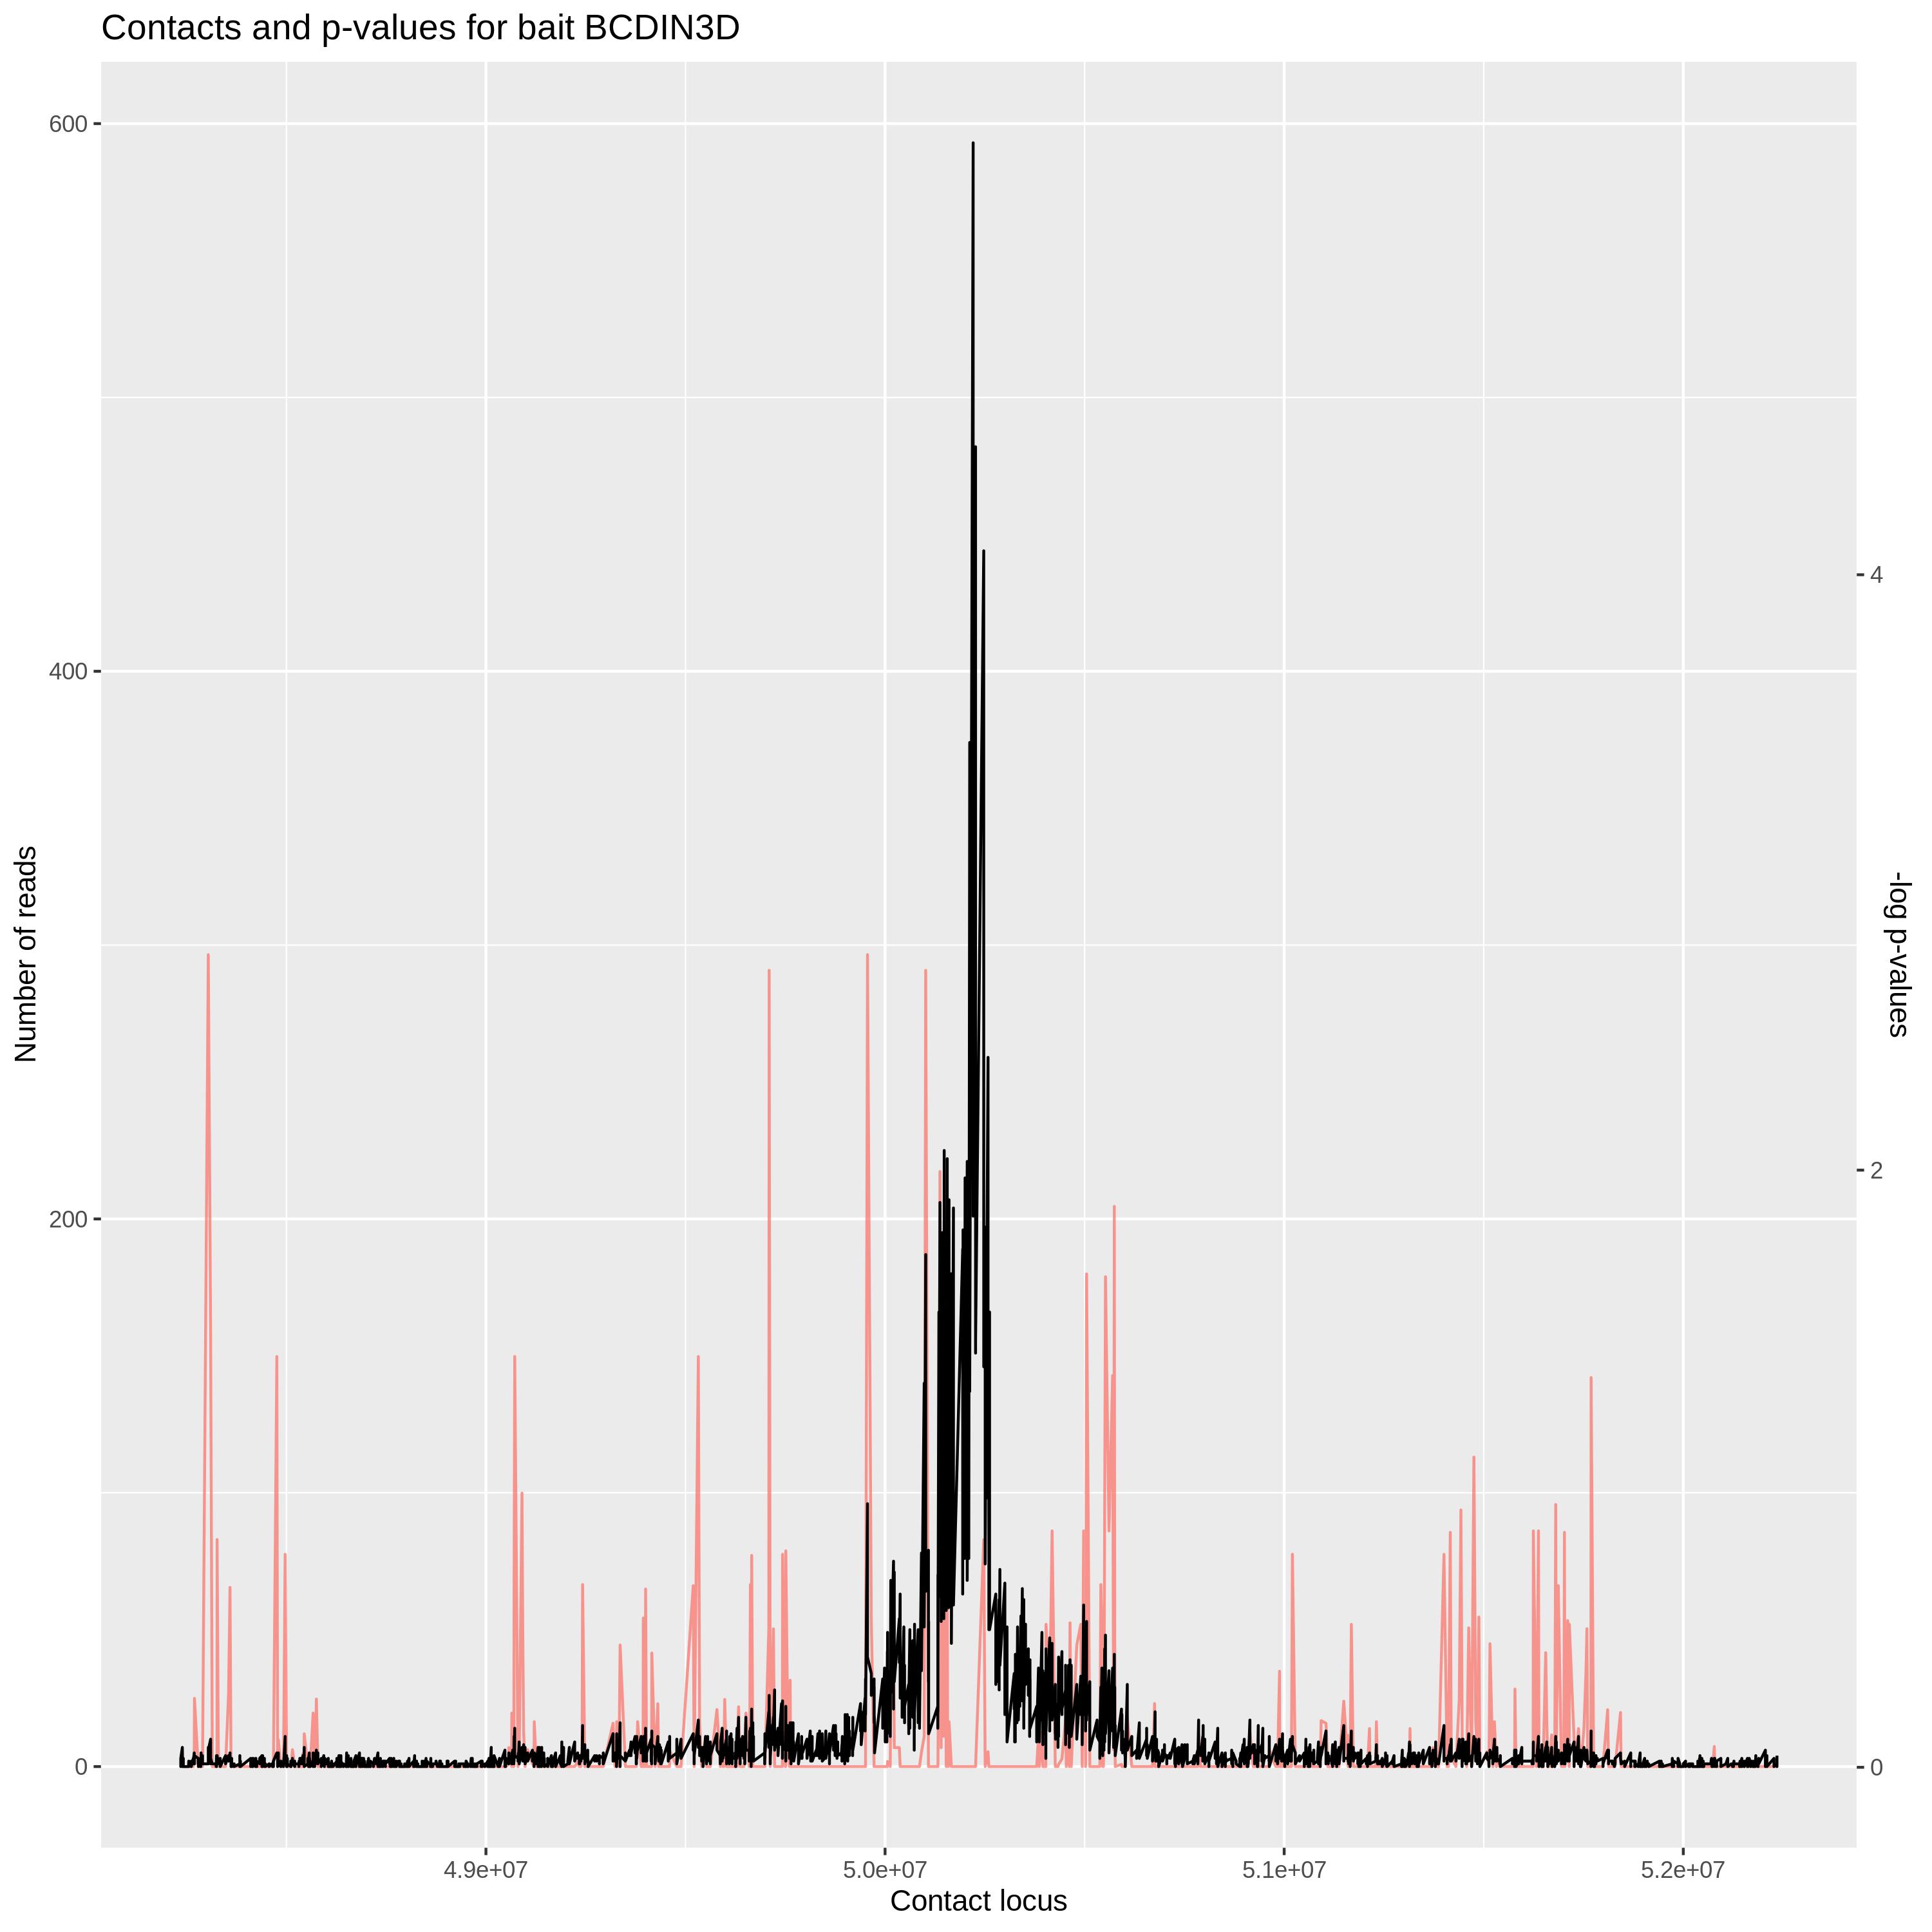 Contacts and p-values for bait BCDIN3D
600
400
200
0
Number of reads
4
2
0
-log p-values
4.9e+07
5.0e+07
5.1e+07
5.2e+07
Contact locus